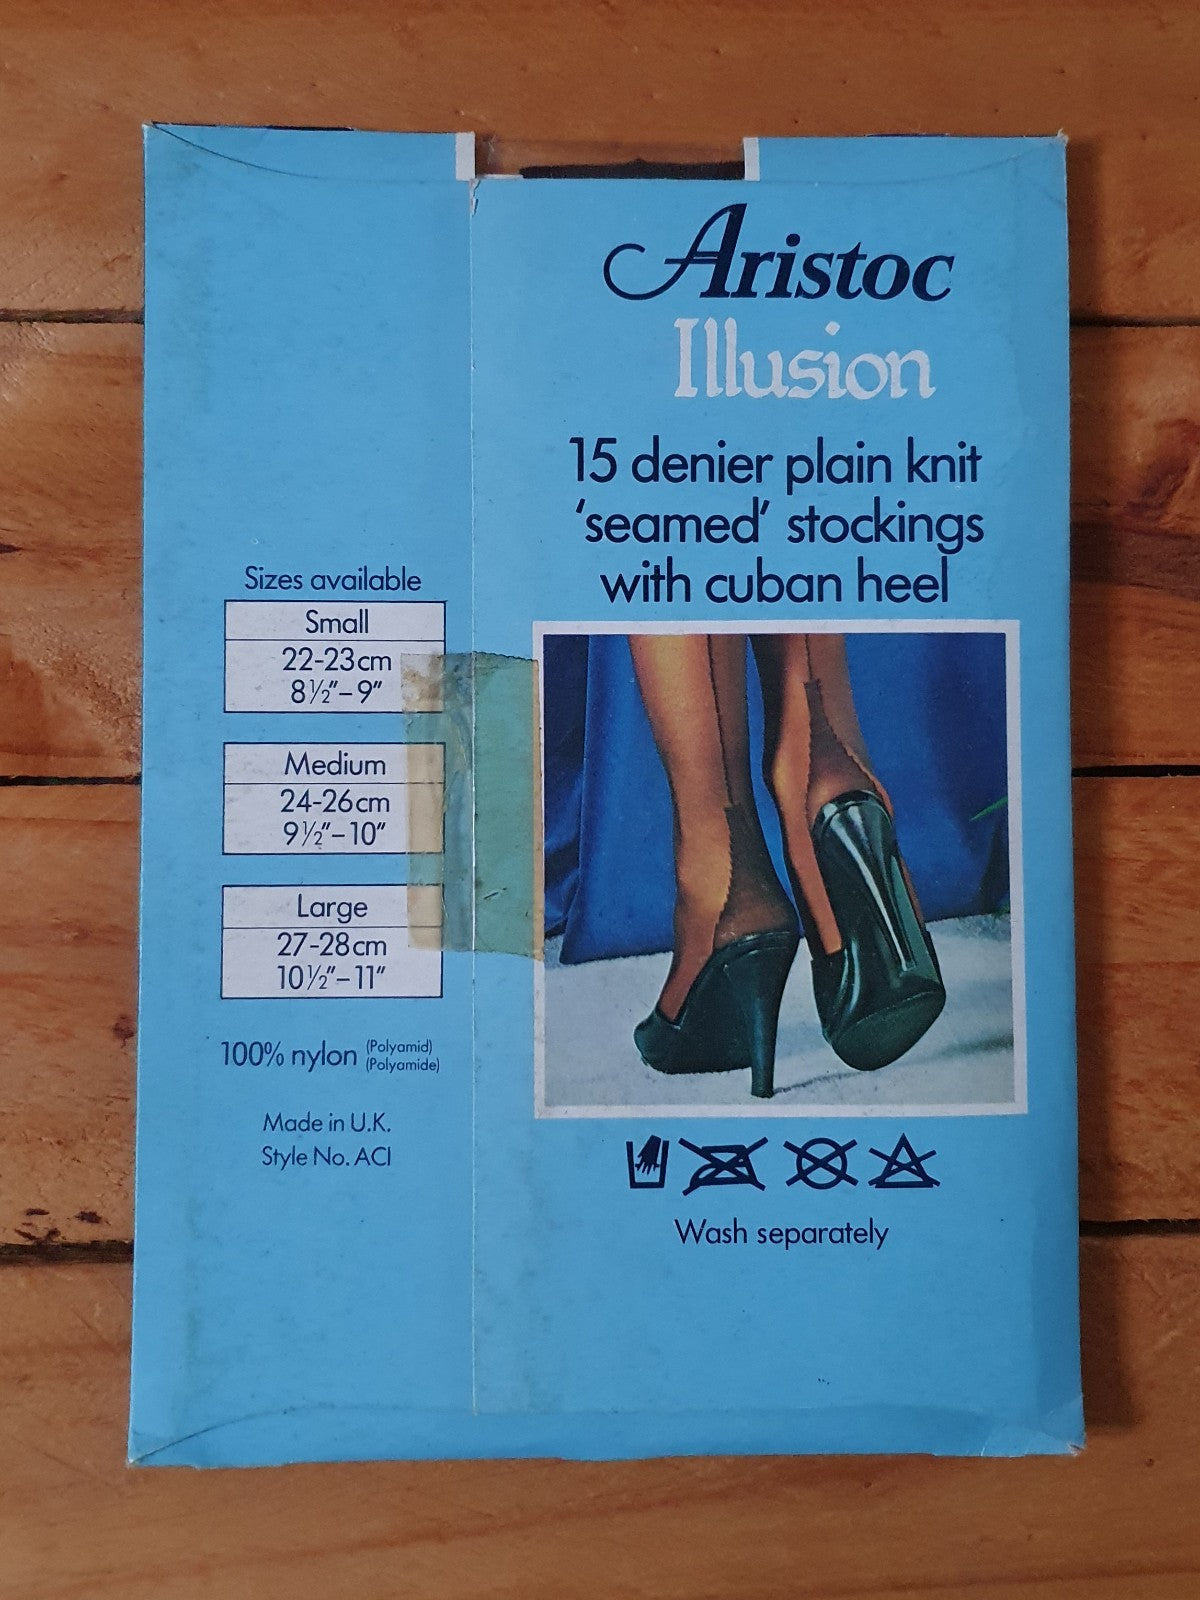 Aristoc
Illusion
15 denier plain knit
‘seamed’ stockings
with cuban heel
Sizes available
Small
22-23cm
8½”–9”
Medium
24-26cm
9½”–10”
Large
27-28cm
10½”–11”
100% nylon (Polyamid)
(Polyamide)
Made in U.K.
Style No. ACI
Wash separately